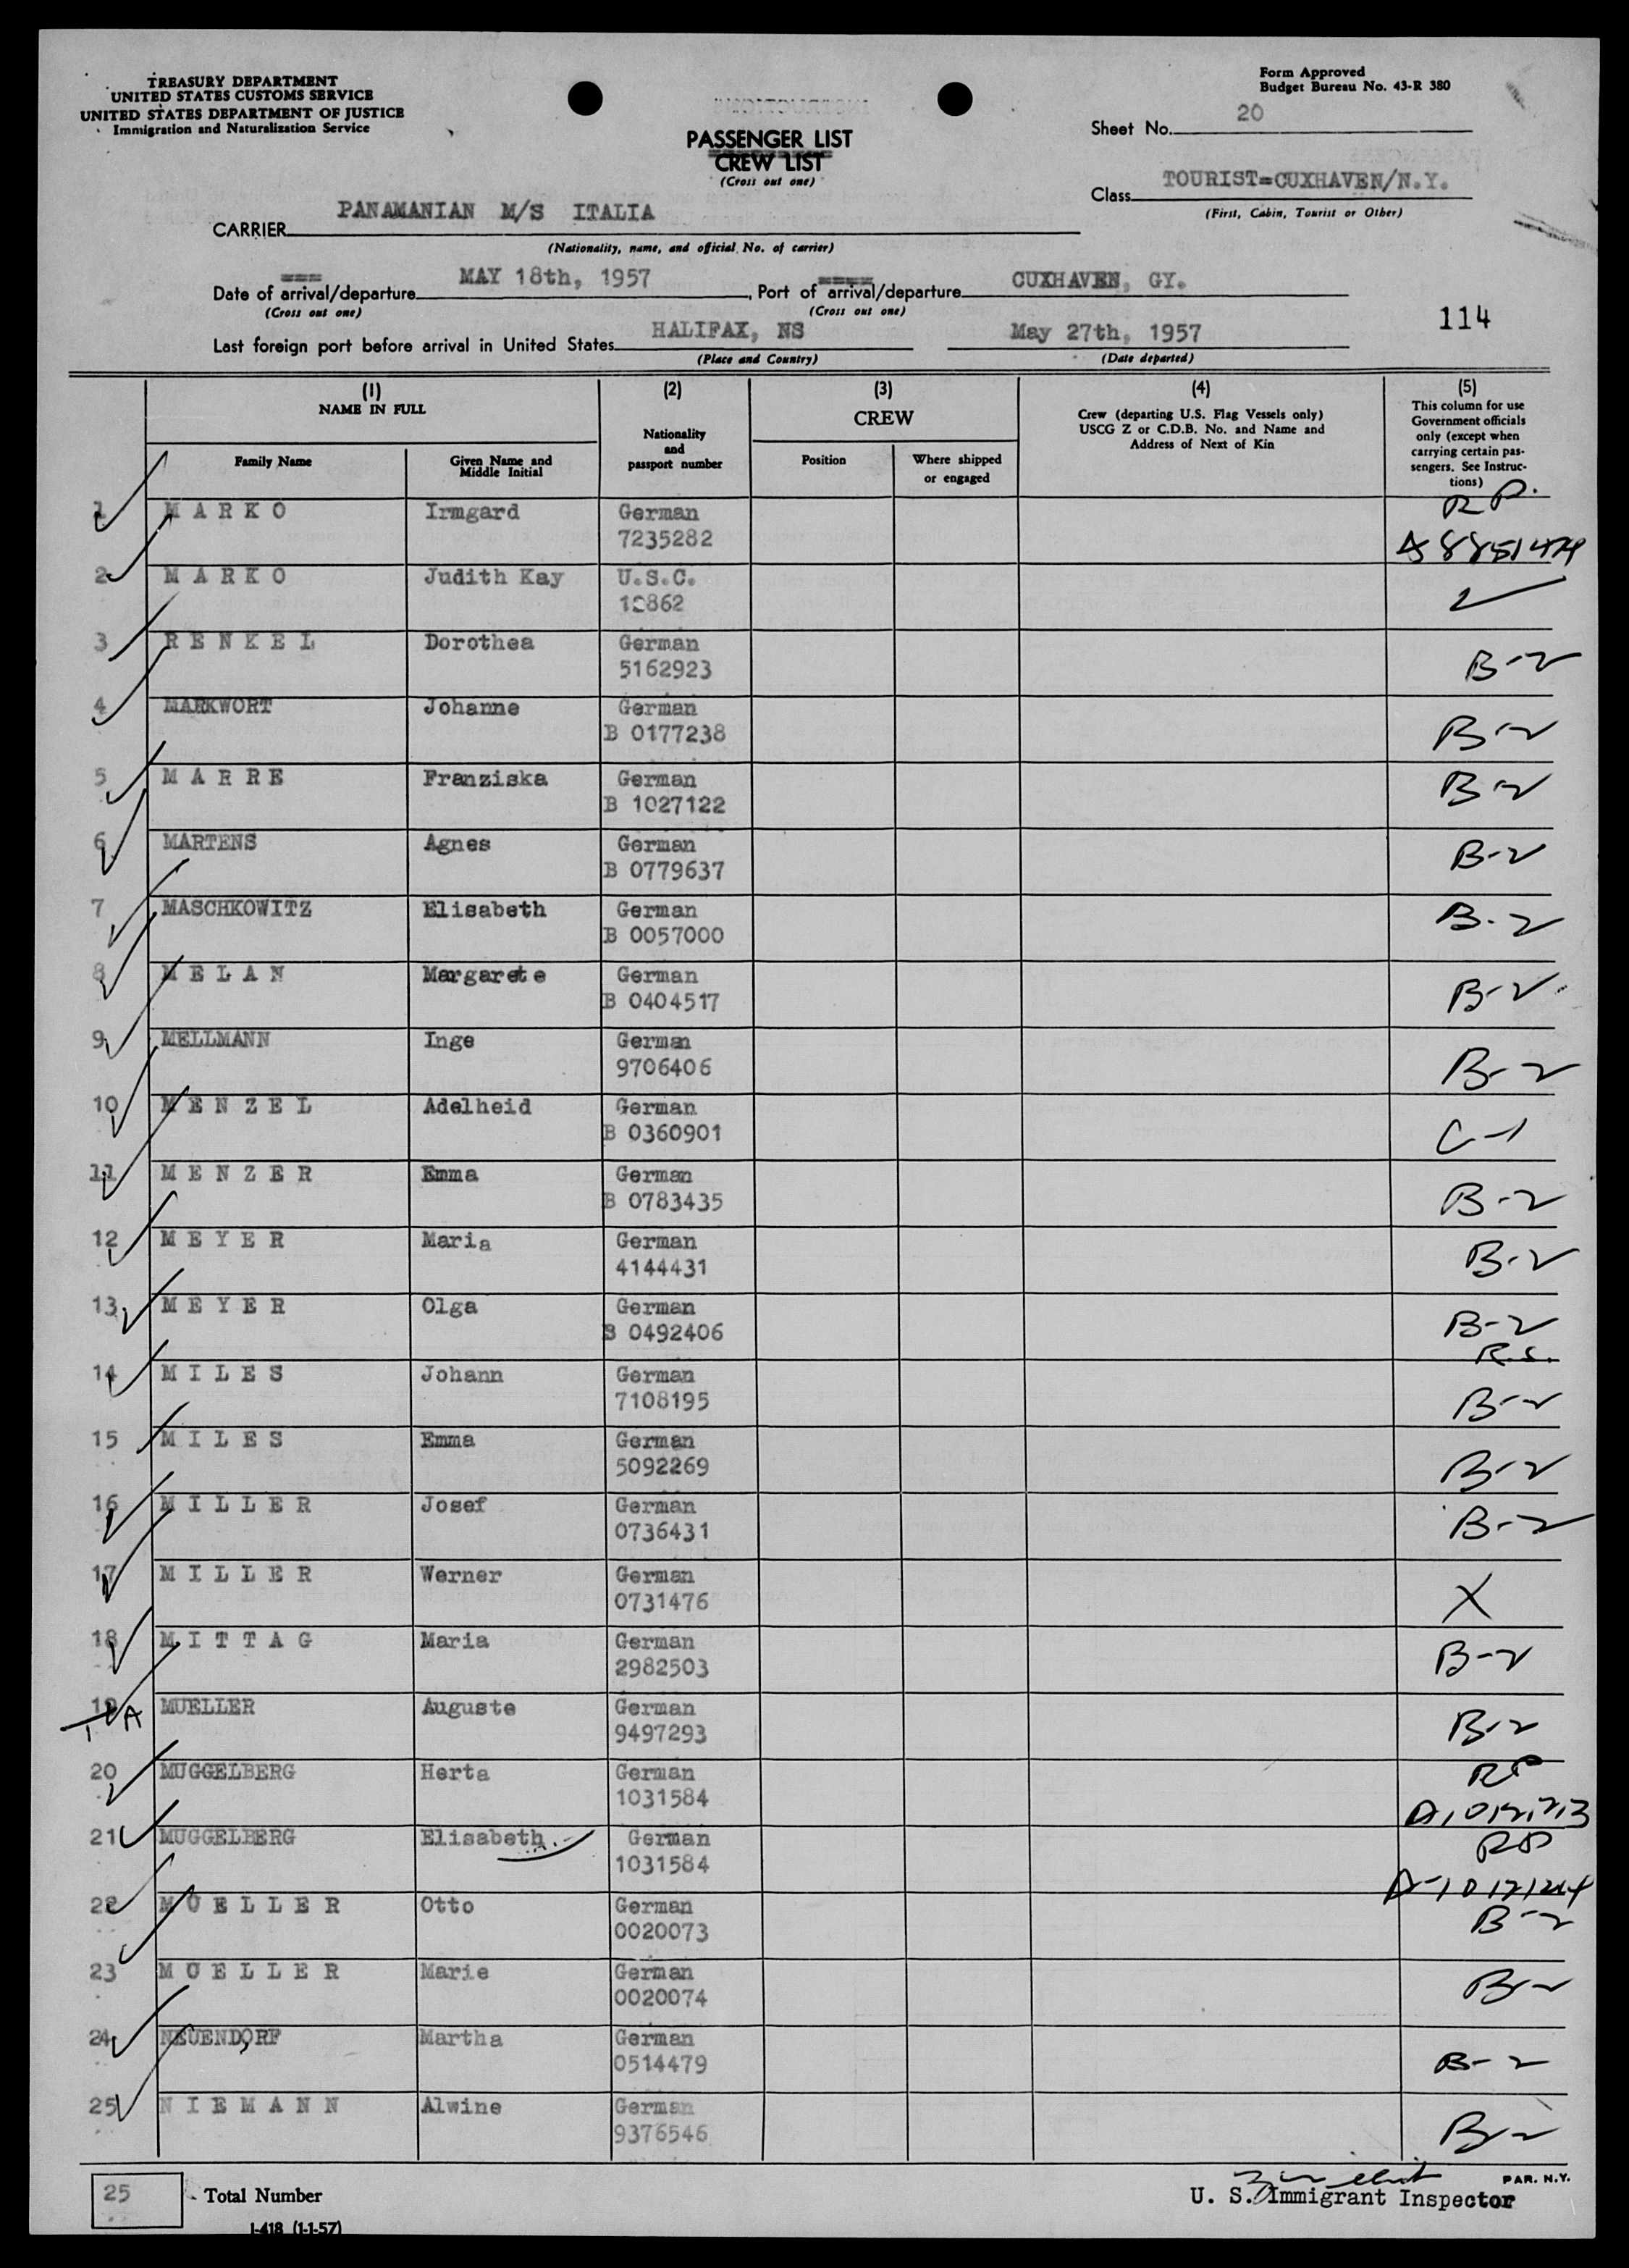 TREASURY DEPARTMENT
UNITED STATES CUSTOMS SERVICE
UNITED STATES DEPARTMENT OF JUSTICE
Immigration and Naturalization Service
Form Approved
Budget Bureau No. 43-R 380
PASSENGER LIST
CREW LIST
(Cross out one)
Sheet No. 20
Class TOURIST=CUXHAVEN/N.Y.
(First, Cabin, Tourist or Other)
CARRIER PANAMANIAN M/S ITALIA
(Nationality, name, and official No. of carrier)
Date of arrival/departure MAY 18th, 1957, Port of arrival/departure CUXHAVEN, GY.
(Cross out one) (Cross out one)
114
Last foreign port before arrival in United States HALIFAX, NS May 27th, 1957
(Place and Country) (Date departed)
(1) NAME IN FULL
Family Name
Given Name and Middle Initial
(2) Nationality and passport number
(3) CREW
Position
Where shipped or engaged
(4) Crew (departing U.S. Flag Vessels only) USCG Z or C.D.B. No. and Name and Address of Next of Kin
(5) This column for use Government officials only (except when carrying certain passengers. See Instructions)
1 MARKO Irmgard German R P.
7235282 A8851474
2 MARKO Judith Kay U.S.C.
12862
3 RENKEL Dorothea German
5162923 B-2
4 MARKWORT Johanne German
B 0177238 B-2
5 MARRE Franziska German B-2
B 1027122
6 MARTENS Agnes German B-2
B 0779637
7 MASCHKOWITZ Elisabeth German B-2
B 0057000
8 MELAN Margarete German
B 0404517 B-2
9 MELLMANN Inge German
9706406 B-2
10 MENZEL Adelheid German
B 0360901 C-1
11 MENZER Emma German
B 0783435 B-2
12 MEYER Maria German B-2
4144431
13 MEYER Olga German
B 0492406 B-2
R.S.
14 MILES Johann German
7108195 B-2
15 MILES Emma German
5092269 B-2
16 MILLER Josef German
0736431 B-2
17 MILLER Werner German
0731476 X
18 MITTAG Maria German
2982503 B-2
19 A MUELLER Auguste German
9497293 B-2
20 MUGGELBERG Herta German RP
1031584
21 MUGGELBERG Elisabeth German RP
1031584
22 MUELLER Otto German B-2
0020073
23 MUELLER Marie German
0020074 B-2
24 NEUENDORF Martha German
0514479 B-2
25 NIEMANN Alwine German
9376546 B-2
25 Total Number
I-418 (1-1-57)
PAR. N.Y.
U. S. Immigrant Inspector